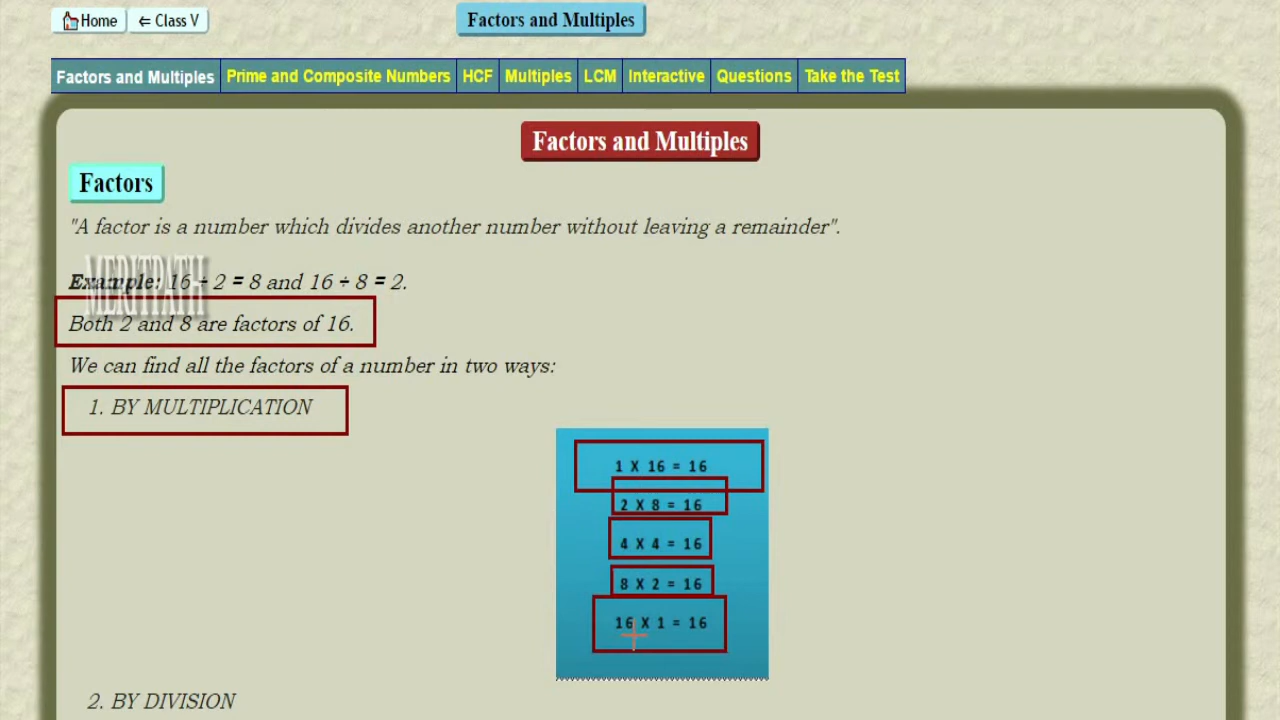 Home
⇐ Class V
Factors and Multiples
Factors and Multiples
Prime and Composite Numbers
HCF
Multiples
LCM
Interactive
Questions
Take the Test
Factors and Multiples
Factors
"A factor is a number which divides another number without leaving a remainder".
Example: 16 ÷ 2 = 8 and 16 ÷ 8 = 2.
MERITPATH
Both 2 and 8 are factors of 16.
We can find all the factors of a number in two ways:
1. BY MULTIPLICATION
1 X 16 = 16
2 X 8 = 16
4 X 4 = 16
8 X 2 = 16
16 X 1 = 16
2. BY DIVISION